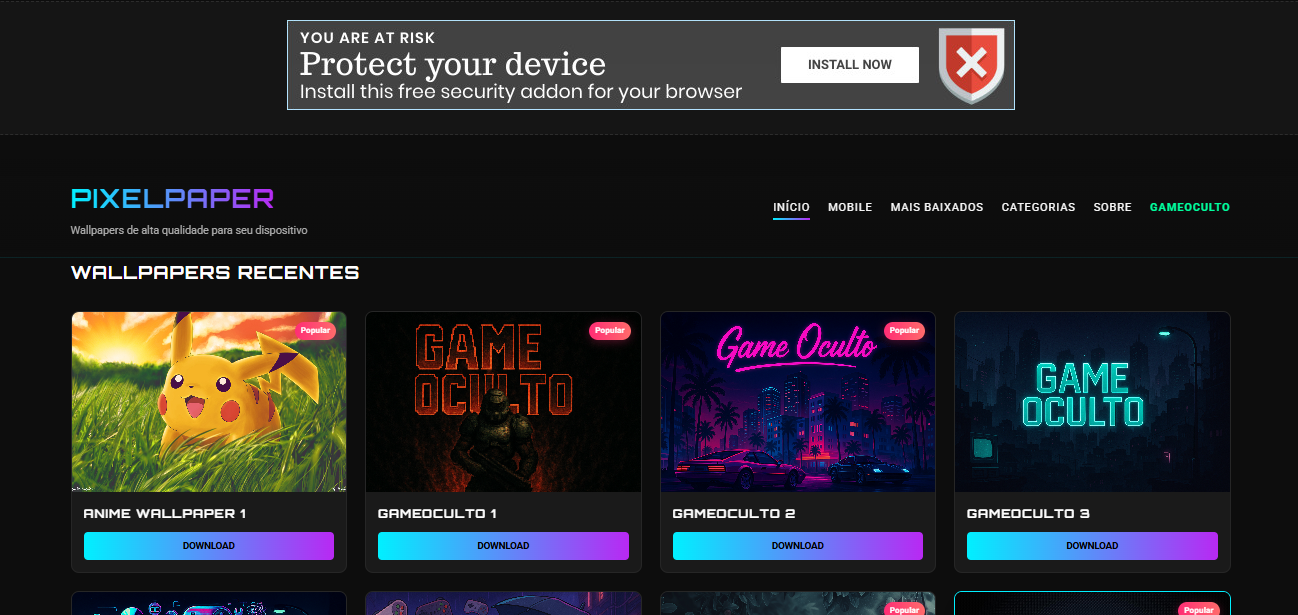 YOU ARE AT RISK
Protect your device
Install this free security addon for your browser
INSTALL NOW
PIXELPAPER
Wallpapers de alta qualidade para seu dispositivo
INÍCIO MOBILE MAIS BAIXADOS CATEGORIAS SOBRE GAMEOCULTO
WALLPAPERS RECENTES
Popular
GAME
OCULTO
Popular
Game Oculto
Popular
GAME
OCULTO
ANIME WALLPAPER 1
GAMEOCULTO 1
GAMEOCULTO 2
GAMEOCULTO 3
DOWNLOAD
DOWNLOAD
DOWNLOAD
DOWNLOAD
Popular
Popular